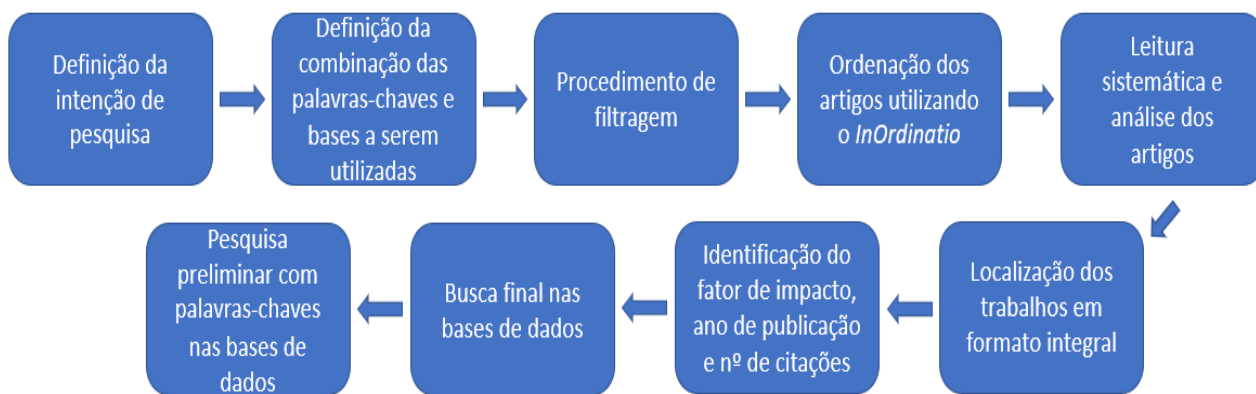 Definição da
intenção de
pesquisa
Definição da
combinação das
palavras-chaves e
bases a serem
utilizadas
Procedimento de
filtragem
Ordenação dos
artigos utilizando
o InOrdinatio
Leitura
sistemática e
análise dos
artigos
Localização dos
trabalhos em
formato integral
Identificação do
fator de impacto,
ano de publicação
e nº de citações
Busca final nas
bases de dados
Pesquisa
preliminar com
palavras-chaves
nas bases de
dados